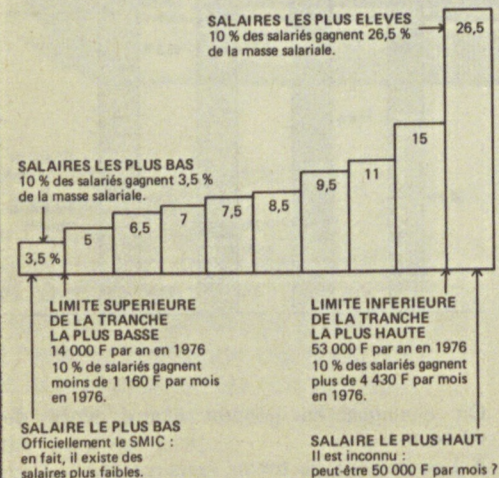 SALAIRES LES PLUS ELEVES
10 % des salariés gagnent 26,5 %
de la masse salariale.
26,5
15
SALAIRES LES PLUS BAS
10 % des salariés gagnent 3,5 %
de la masse salariale.
11
9,5
8,5
7,5
7
6,5
5
3,5 %
LIMITE SUPERIEURE
DE LA TRANCHE
LA PLUS BASSE
14 000 F par an en 1976
10 % de salariés gagnent
moins de 1 160 F par mois
en 1976.
LIMITE INFERIEURE
DE LA TRANCHE
LA PLUS HAUTE
53 000 F par an en 1976
10 % des salariés gagnent
plus de 4 430 F par mois
en 1976.
SALAIRE LE PLUS BAS
Officiellement le SMIC :
en fait, il existe des
salaires plus faibles.
SALAIRE LE PLUS HAUT
Il est inconnu :
peut-être 50 000 F par mois ?